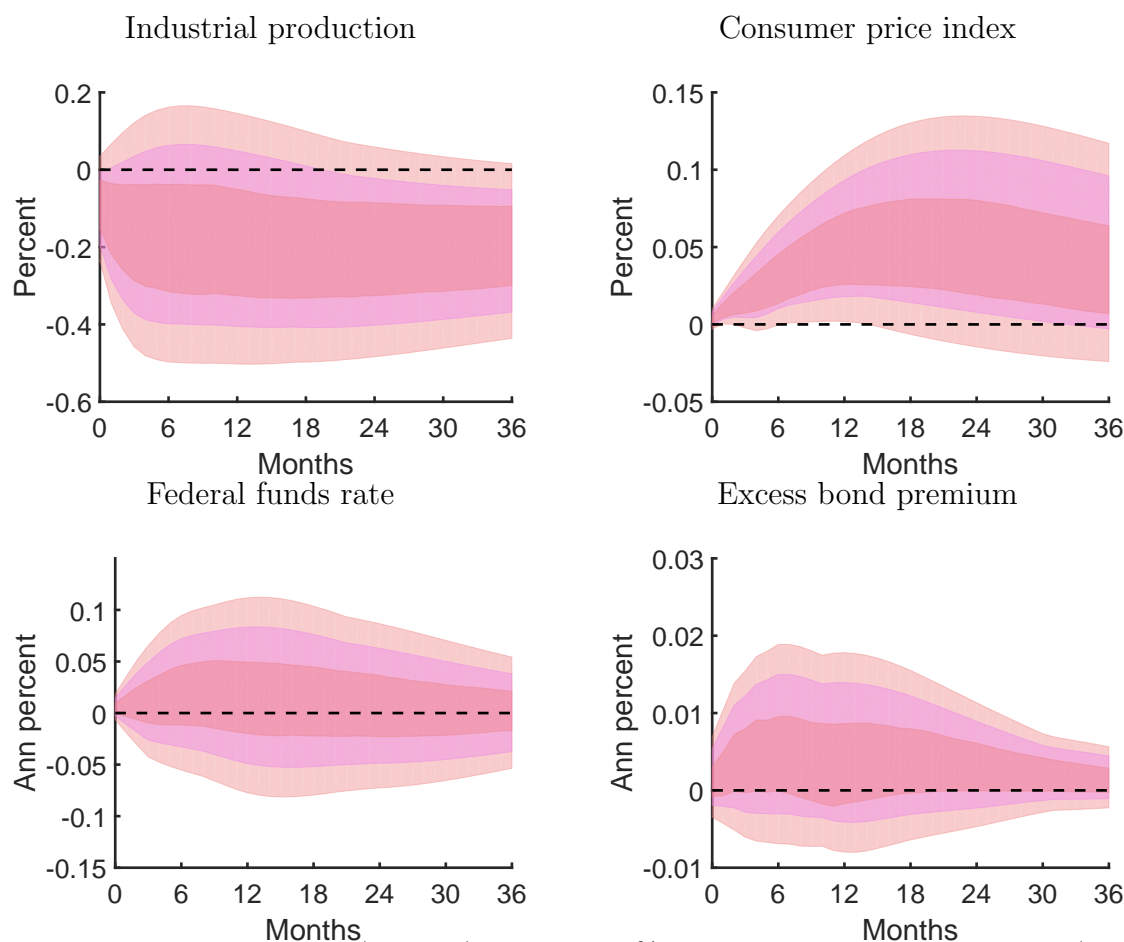 Industrial production
Consumer price index
0.2
0
-0.2
-0.4
-0.6
Percent
0 6 12 18 24 30 36
Months
0.15
0.1
0.05
0
-0.05
Percent
0 6 12 18 24 30 36
Months
Federal funds rate
Excess bond premium
0.1
0.05
0
-0.05
-0.1
-0.15
Ann percent
0 6 12 18 24 30 36
Months
0.03
0.02
0.01
0
-0.01
Ann percent
0 6 12 18 24 30 36
Months